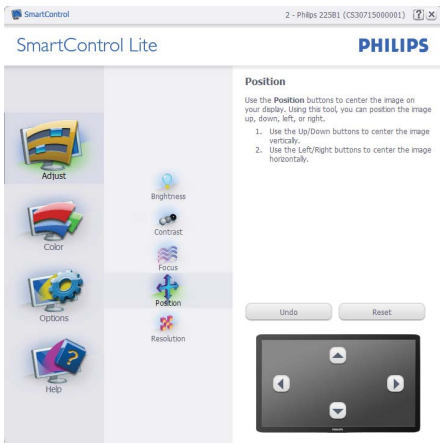 SmartControl
2 - Philips 225B1 (CS30715000001)
SmartControl Lite
PHILIPS
Adjust
Color
Options
Help
Brightness
Contrast
Focus
Position
Resolution
Position
Use the Position buttons to center the image on
your display. Using this tool, you can position the image
up, down, left, or right.
1. Use the Up/Down buttons to center the image
vertically.
2. Use the Left/Right buttons to center the image
horizontally.
Undo
Reset
PHILIPS